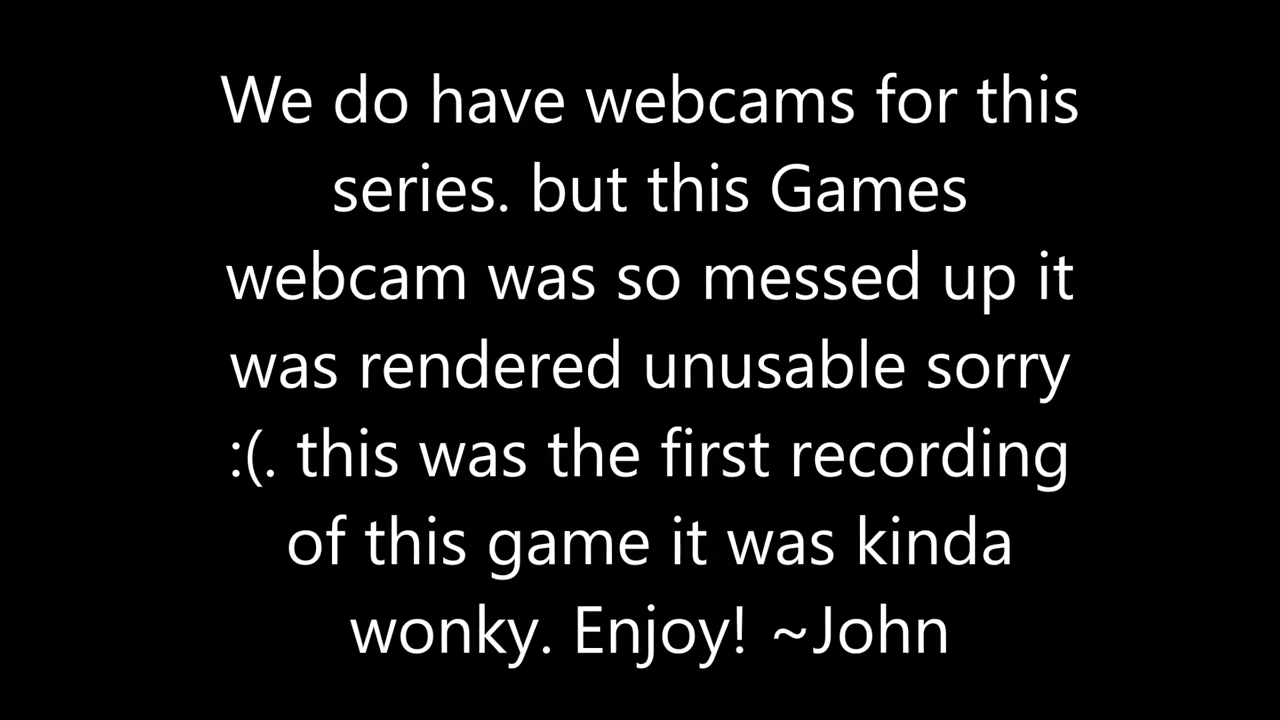 We do have webcams for this
series. but this Games
webcam was so messed up it
was rendered unusable sorry
:(. this was the first recording
of this game it was kinda
wonky. Enjoy! ~John